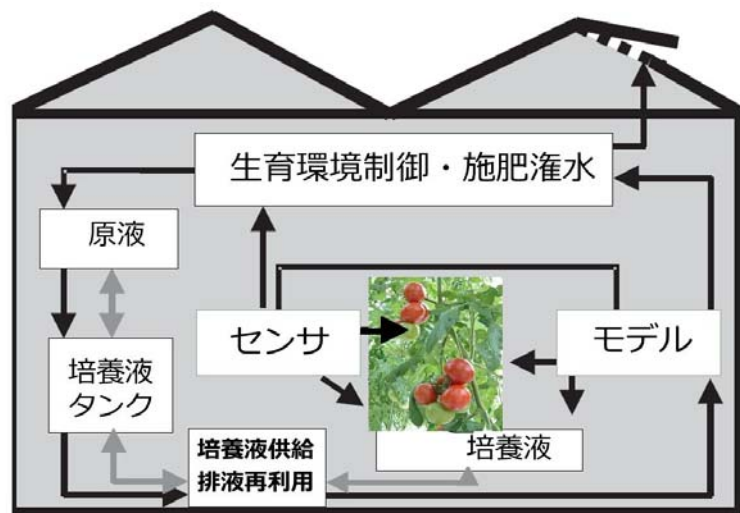 生育環境制御・施肥潅水
原液
センサ
モデル
培養液
タンク
培養液供給
排液再利用
培養液